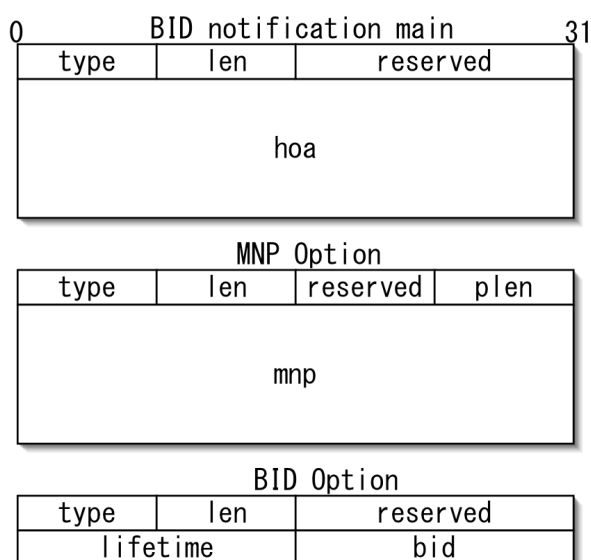 BID notification main
0 31
type len reserved
hoa
MNP Option
type len reserved plen
mnp
BID Option
type len reserved
lifetime bid